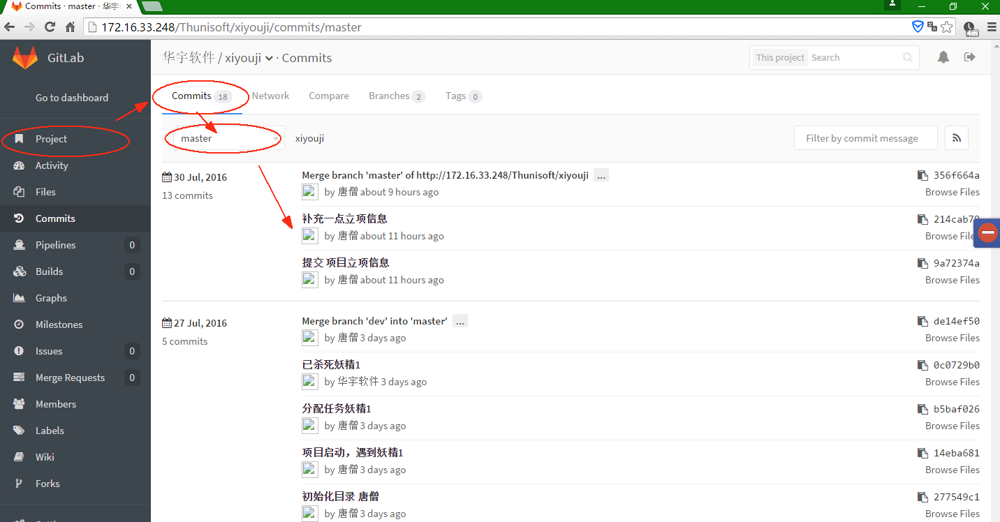 Commits · master · 华宇
172.16.33.248/Thunisoft/xiyouji/commits/master
4m
GitLab
华宇软件 / xiyouji · Commits
This project Search
Go to dashboard
Commits 18 Network Compare Branches 2 Tags 0
Project
master xiyouji Filter by commit message
Activity
Files
Commits
Pipelines 0
Builds 0
Graphs
Milestones
Issues 0
Merge Requests 0
Members
Labels
Wiki
Forks
30 Jul, 2016
13 commits
Merge branch 'master' of http://172.16.33.248/Thunisoft/xiyouji ... 356f664a
by 唐僧 about 9 hours ago Browse Files
补充一点立项信息 214cab79
by 唐僧 about 11 hours ago Browse File
提交 项目立项信息 9a72374a
by 唐僧 about 11 hours ago Browse Files
27 Jul, 2016
5 commits
Merge branch 'dev' into 'master' ... de14ef50
by 唐僧 3 days ago Browse Files
已杀死妖精1 0c0729b0
by 华宇软件 3 days ago Browse Files
分配任务妖精1 b5baf026
by 唐僧 3 days ago Browse Files
项目启动，遇到妖精1 14eba681
by 唐僧 3 days ago Browse Files
初始化目录 唐僧 277549c1
by 唐僧 3 days ago Browse Files